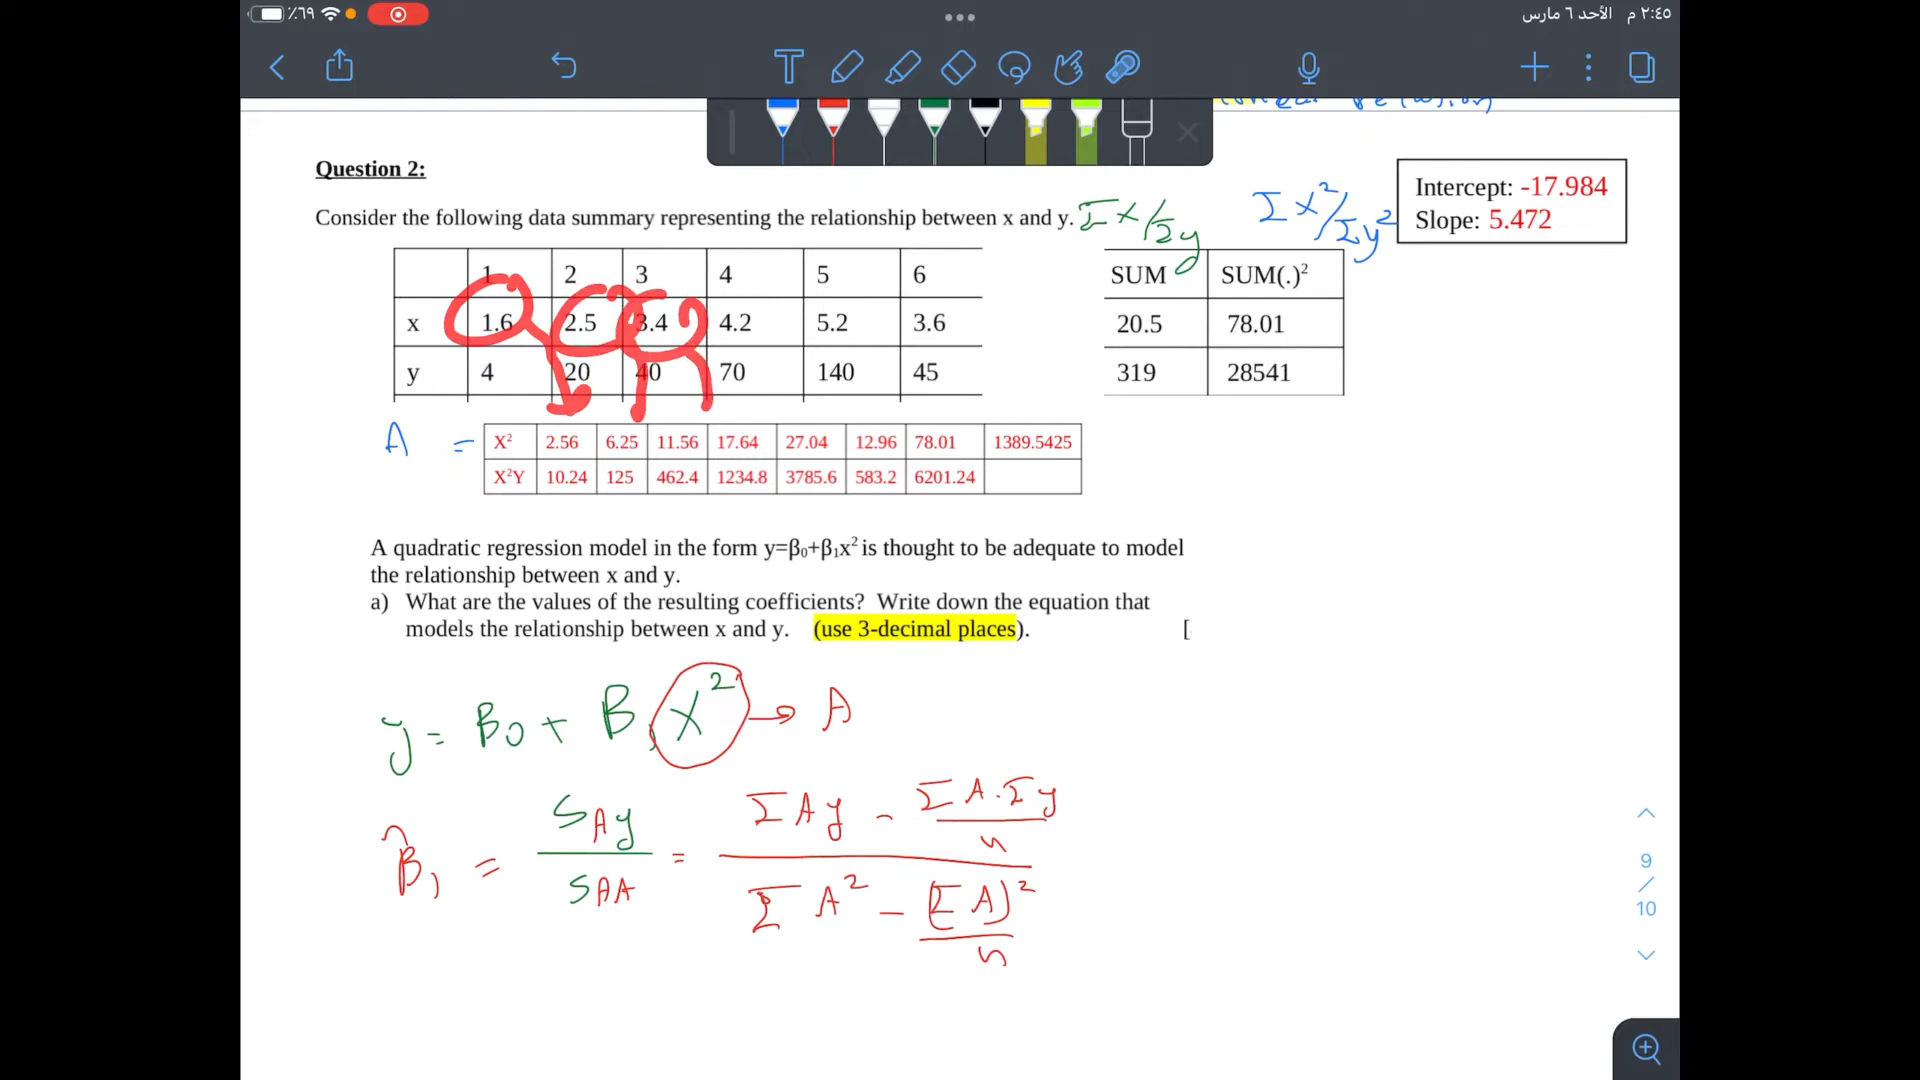 ٪٦٩
٢:٤٥ م الأحد ٦ مارس
Question 2:
Consider the following data summary representing the relationship between x and y. Σx/Σy Σx²/Σy²
Intercept: -17.984
Slope: 5.472
1 2 3 4 5 6 SUM SUM(.)²
x 1.6 2.5 3.4 4.2 5.2 3.6 20.5 78.01
y 4 20 40 70 140 45 319 28541
A = X² 2.56 6.25 11.56 17.64 27.04 12.96 78.01 1389.5425
X²Y 10.24 125 462.4 1234.8 3785.6 583.2 6201.24
A quadratic regression model in the form y=β₀+β₁x² is thought to be adequate to model
the relationship between x and y.
a) What are the values of the resulting coefficients? Write down the equation that
models the relationship between x and y. (use 3-decimal places). [
y = B0 + B1 X² → A
B̂1 = SAy / SAA = (ΣAy - ΣA.Σy/n) / (ΣA² - (ΣA)²/n)
9
/
10